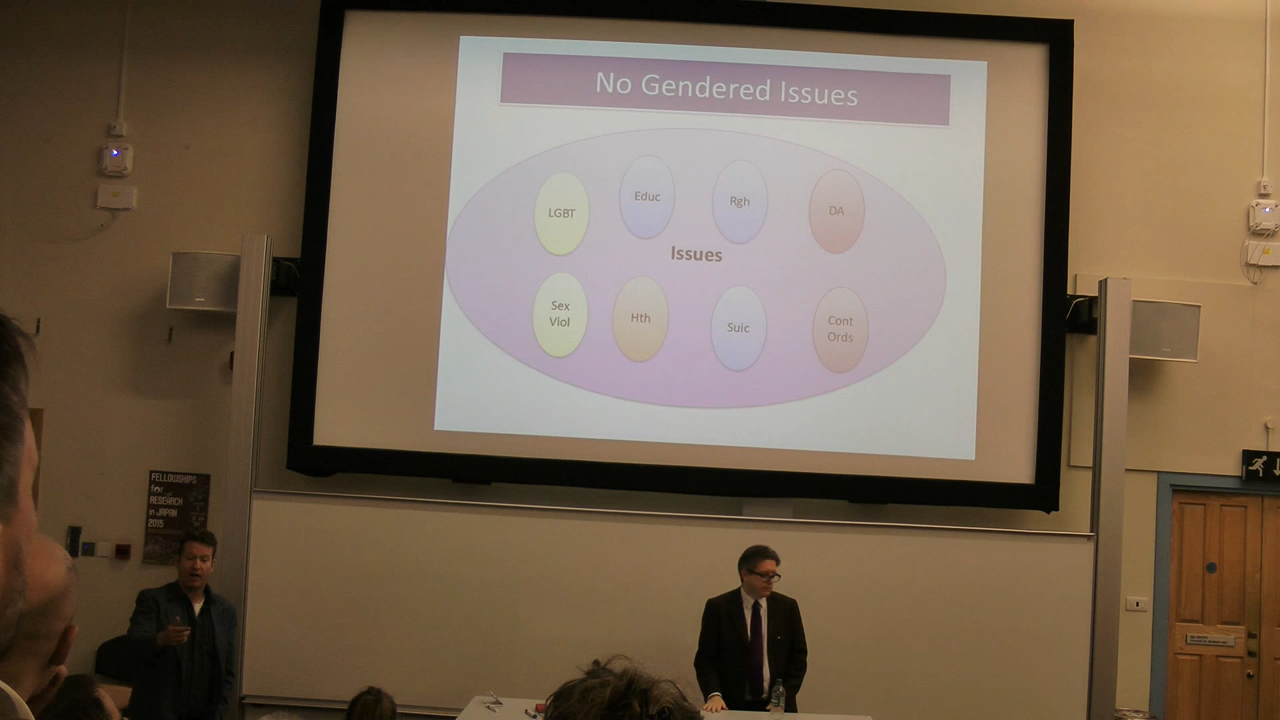 No Gendered Issues
LGBT
Educ
Rgh
DA
Issues
Sex
Viol
Hth
Suic
Cont
Ords
FELLOWSHIPS
for
RESEARCH
in JAPAN
2015